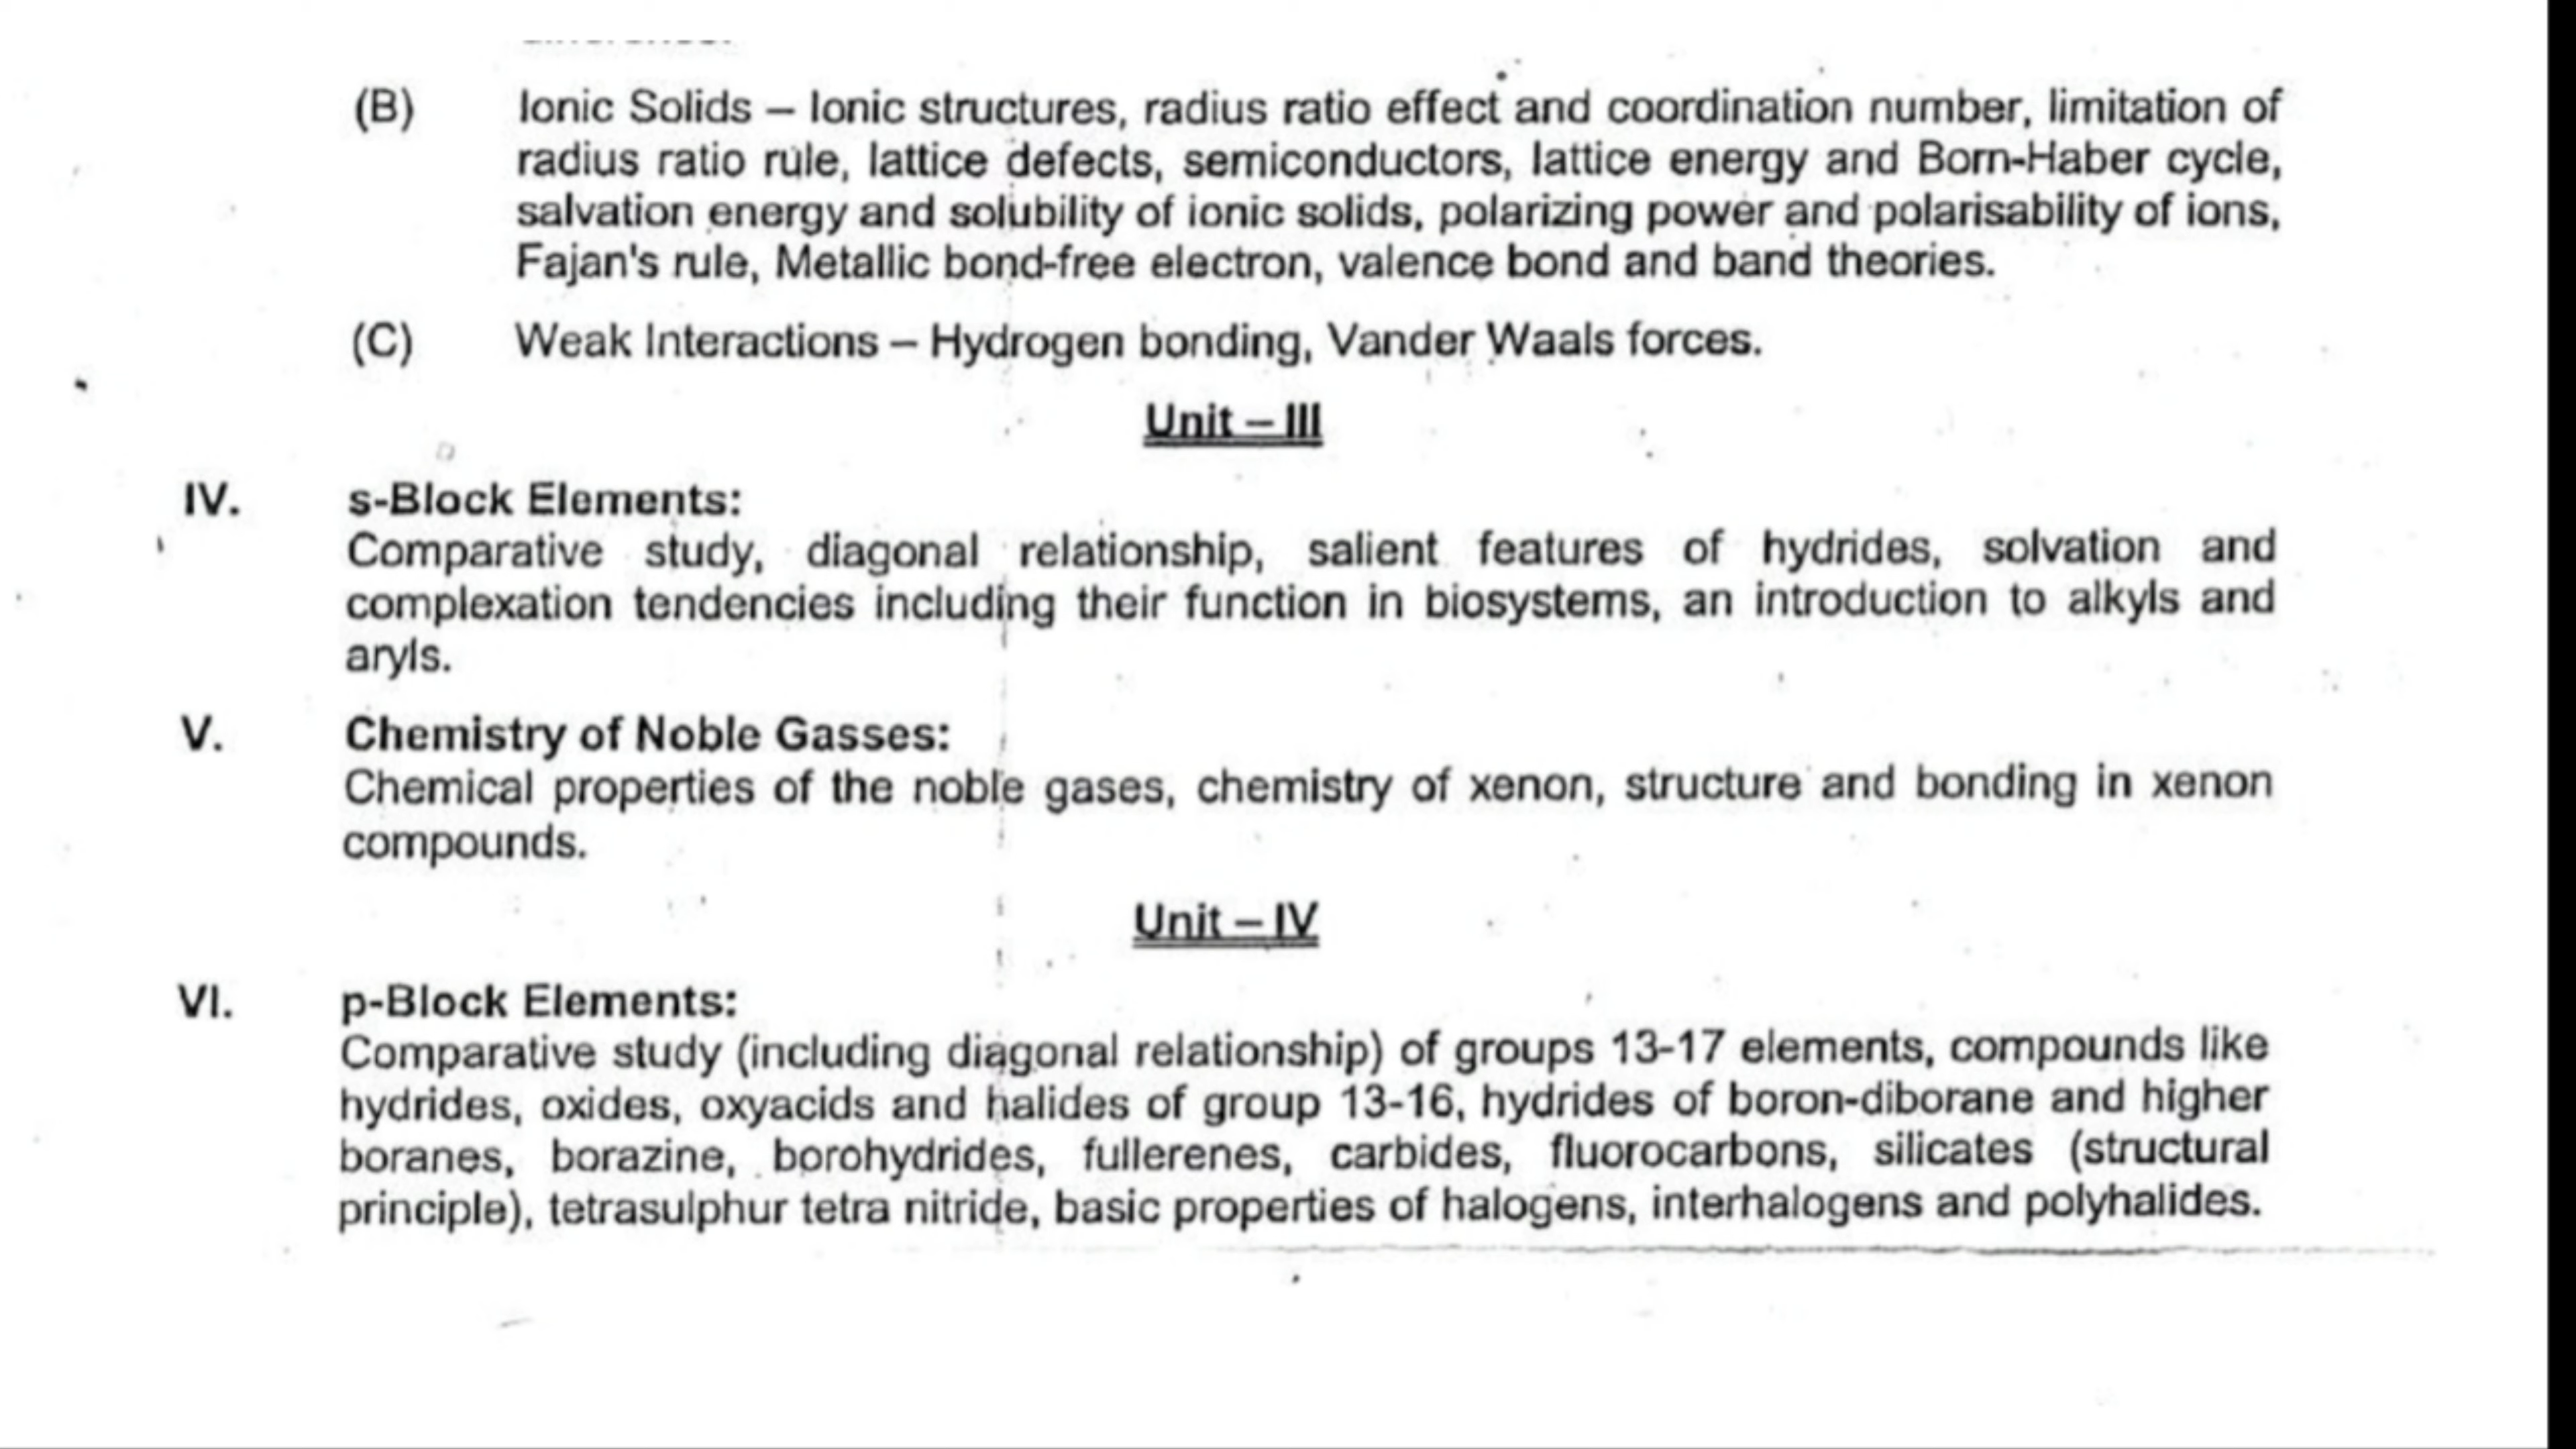 (B) Ionic Solids – Ionic structures, radius ratio effect and coordination number, limitation of
radius ratio rule, lattice defects, semiconductors, lattice energy and Born-Haber cycle,
salvation energy and solubility of ionic solids, polarizing power and polarisability of ions,
Fajan's rule, Metallic bond-free electron, valence bond and band theories.
(C) Weak Interactions – Hydrogen bonding, Vander Waals forces.
Unit – III
IV. s-Block Elements:
Comparative study, diagonal relationship, salient features of hydrides, solvation and
complexation tendencies including their function in biosystems, an introduction to alkyls and
aryls.
V. Chemistry of Noble Gasses:
Chemical properties of the noble gases, chemistry of xenon, structure and bonding in xenon
compounds.
Unit – IV
VI. p-Block Elements:
Comparative study (including diagonal relationship) of groups 13-17 elements, compounds like
hydrides, oxides, oxyacids and halides of group 13-16, hydrides of boron-diborane and higher
boranes, borazine, borohydrides, fullerenes, carbides, fluorocarbons, silicates (structural
principle), tetrasulphur tetra nitride, basic properties of halogens, interhalogens and polyhalides.